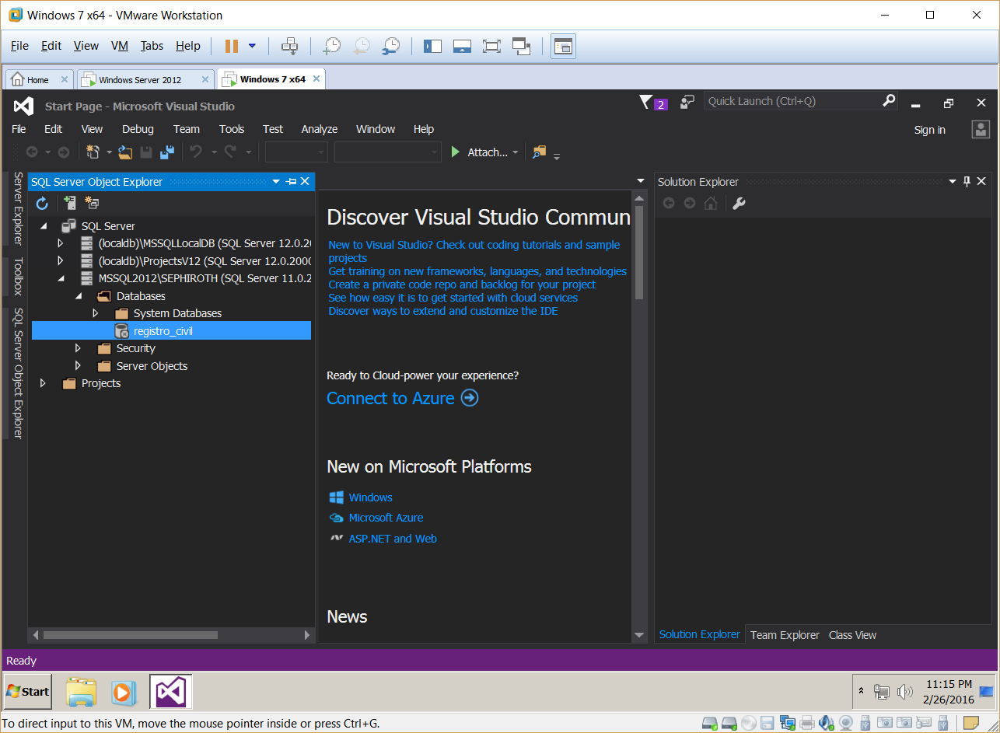 Windows 7 x64 - VMware Workstation
File Edit View VM Tabs Help
Home Windows Server 2012 Windows 7 x64
Start Page - Microsoft Visual Studio
2
Quick Launch (Ctrl+Q)
File Edit View Debug Team Tools Test Analyze Window Help
Sign in
Attach...
Server Explorer
Toolbox
SQL Server Object Explorer
SQL Server Object Explorer
SQL Server
(localdb)\MSSQLLocalDB (SQL Server 12.0.20
(localdb)\ProjectsV12 (SQL Server 12.0.2000
MSSQL2012\SEPHIROTH (SQL Server 11.0.2
Databases
System Databases
registro_civil
Security
Server Objects
Projects
Discover Visual Studio Commun
New to Visual Studio? Check out coding tutorials and sample
projects
Get training on new frameworks, languages, and technologies
Create a private code repo and backlog for your project
See how easy it is to get started with cloud services
Discover ways to extend and customize the IDE
Ready to Cloud-power your experience?
Connect to Azure
New on Microsoft Platforms
Windows
Microsoft Azure
ASP.NET and Web
News
Solution Explorer
Solution Explorer Team Explorer Class View
Ready
Start
11:15 PM
2/26/2016
To direct input to this VM, move the mouse pointer inside or press Ctrl+G.